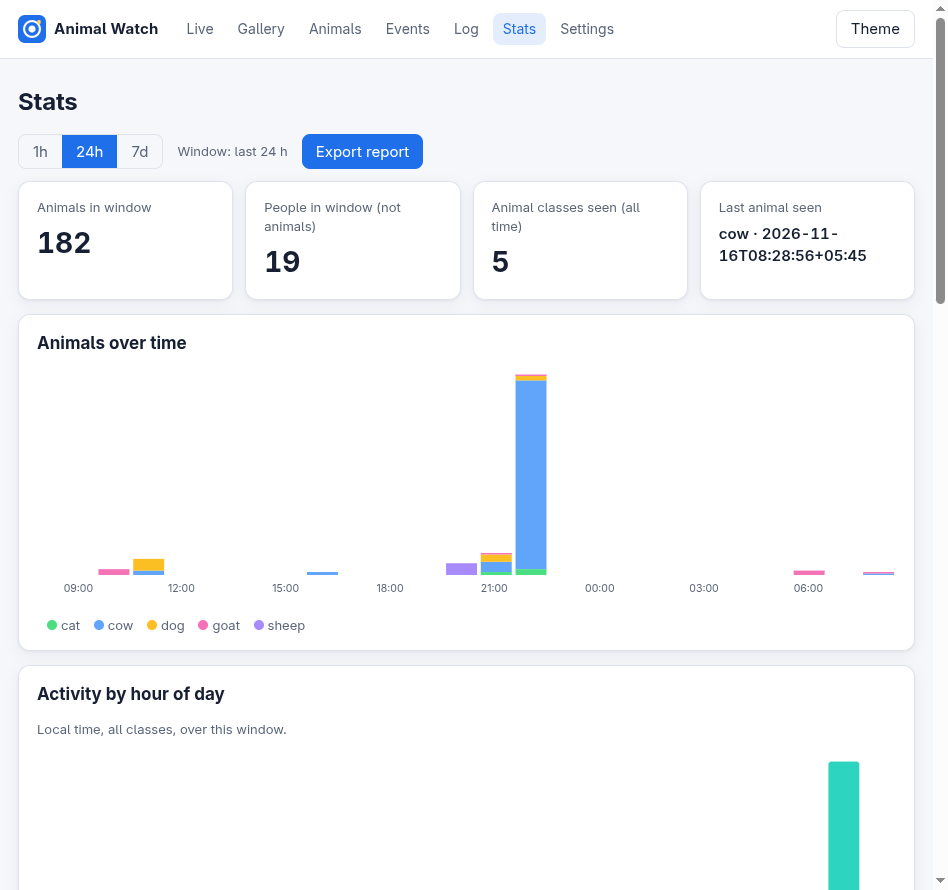 Animal Watch
Live
Gallery
Animals
Events
Log
Stats
Settings
Theme
Stats
1h
24h
7d
Window: last 24 h
Export report
Animals in window
182
People in window (not
animals)
19
Animal classes seen (all
time)
5
Last animal seen
cow · 2026-11-
16T08:28:56+05:45
Animals over time
09:00
12:00
15:00
18:00
21:00
00:00
03:00
06:00
cat
cow
dog
goat
sheep
Activity by hour of day
Local time, all classes, over this window.